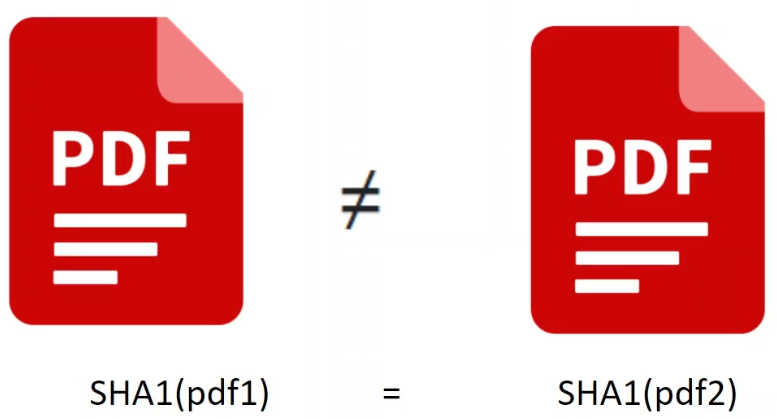 PDF ≠ PDF
SHA1(pdf1) = SHA1(pdf2)